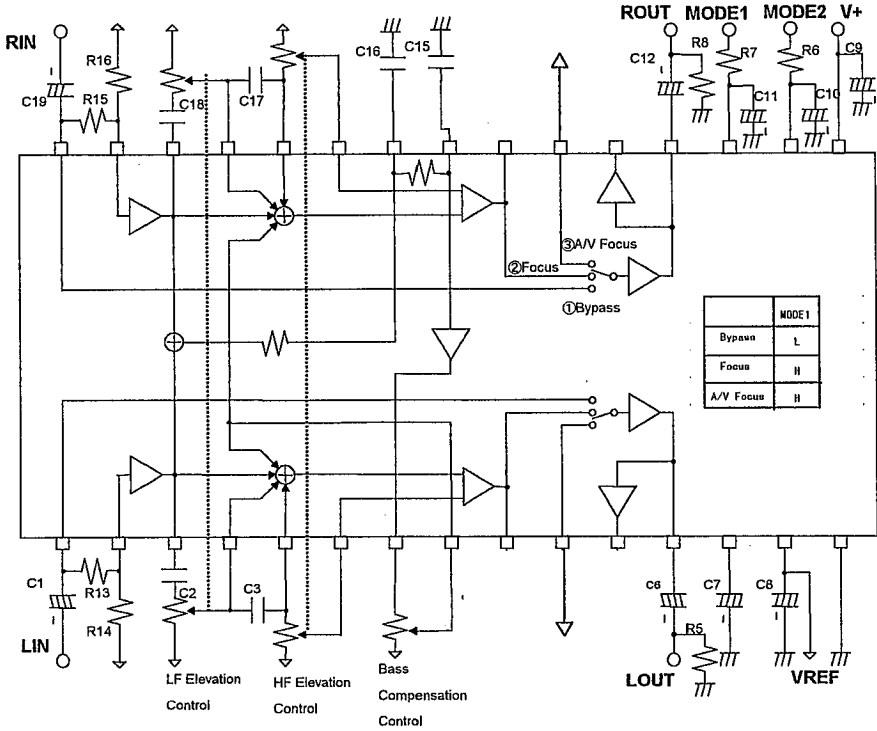 ROUT MODE1 MODE2 V+
RIN
R8
R7
R6
C9
C12
C16
C15
R16
C17
C19
R15
C18
C11
C10
③A/V Focus
②Focus
①Bypass
MODE1
Bypass L
Focus H
A/V Focus H
C1
R13
C2
C3
C6
C7
C8
R14
R5
LIN
LF Elevation
Control
HF Elevation
Control
Bass
Compensation
Control
LOUT
VREF